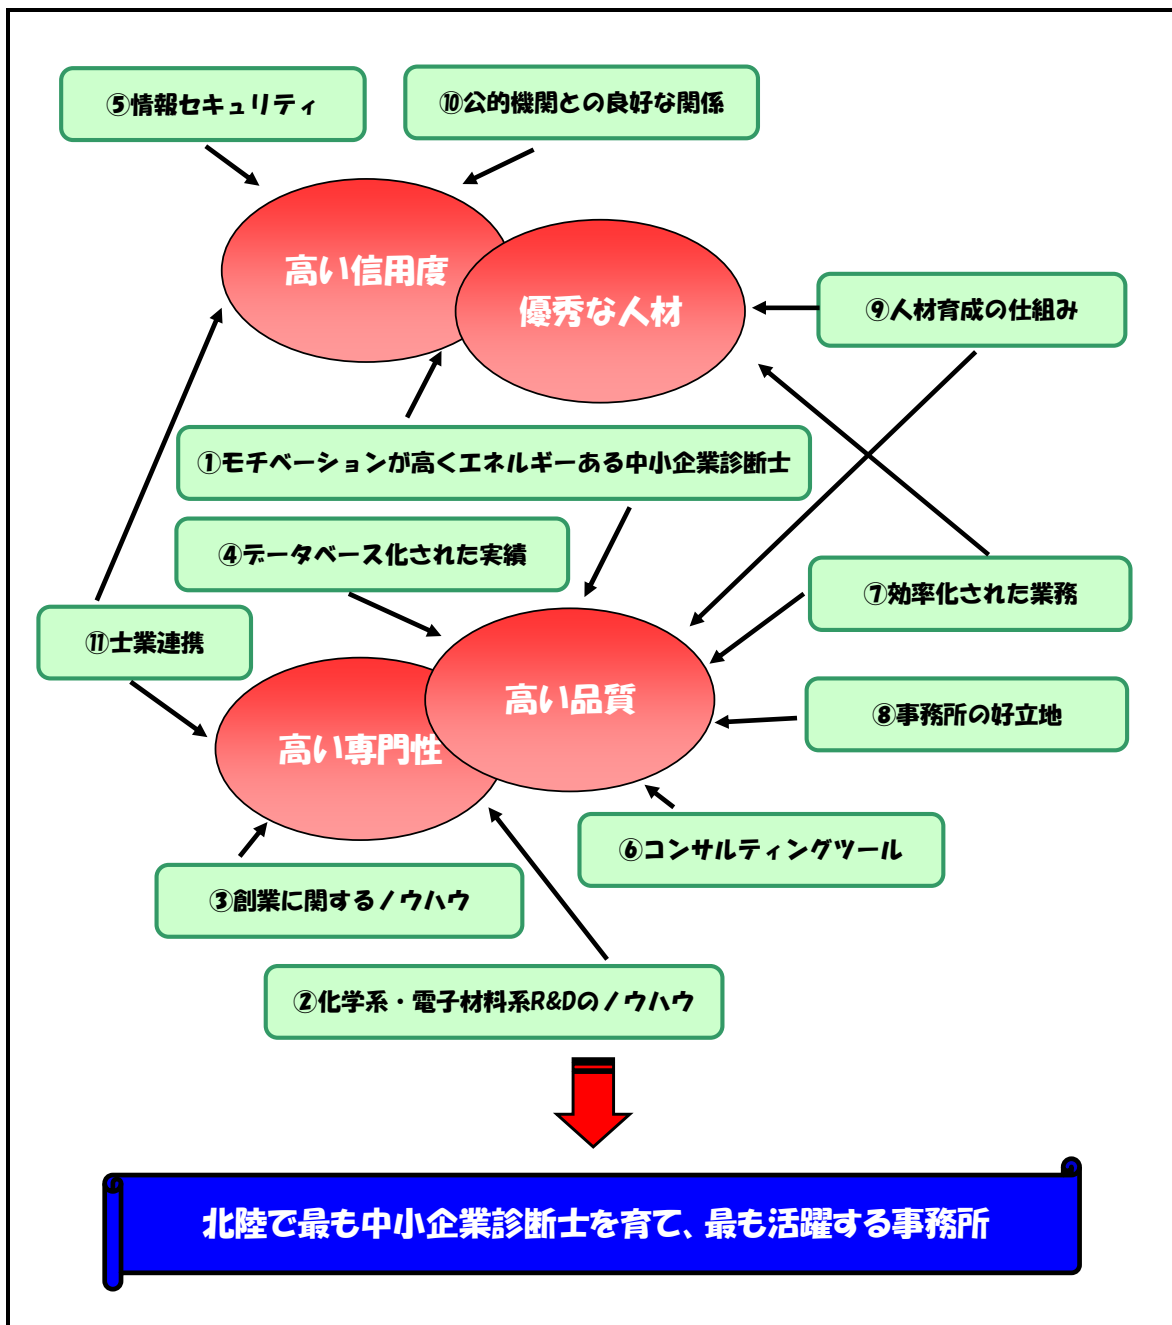 ⑤情報セキュリティ
⑩公的機関との良好な関係
高い信用度
優秀な人材
⑨人材育成の仕組み
①モチベーションが高くエネルギーある中小企業診断士
④データベース化された実績
⑦効率化された業務
⑪士業連携
高い品質
⑧事務所の好立地
高い専門性
⑥コンサルティングツール
③創業に関するノウハウ
②化学系・電子材料系R&Dのノウハウ
北陸で最も中小企業診断士を育て、最も活躍する事務所